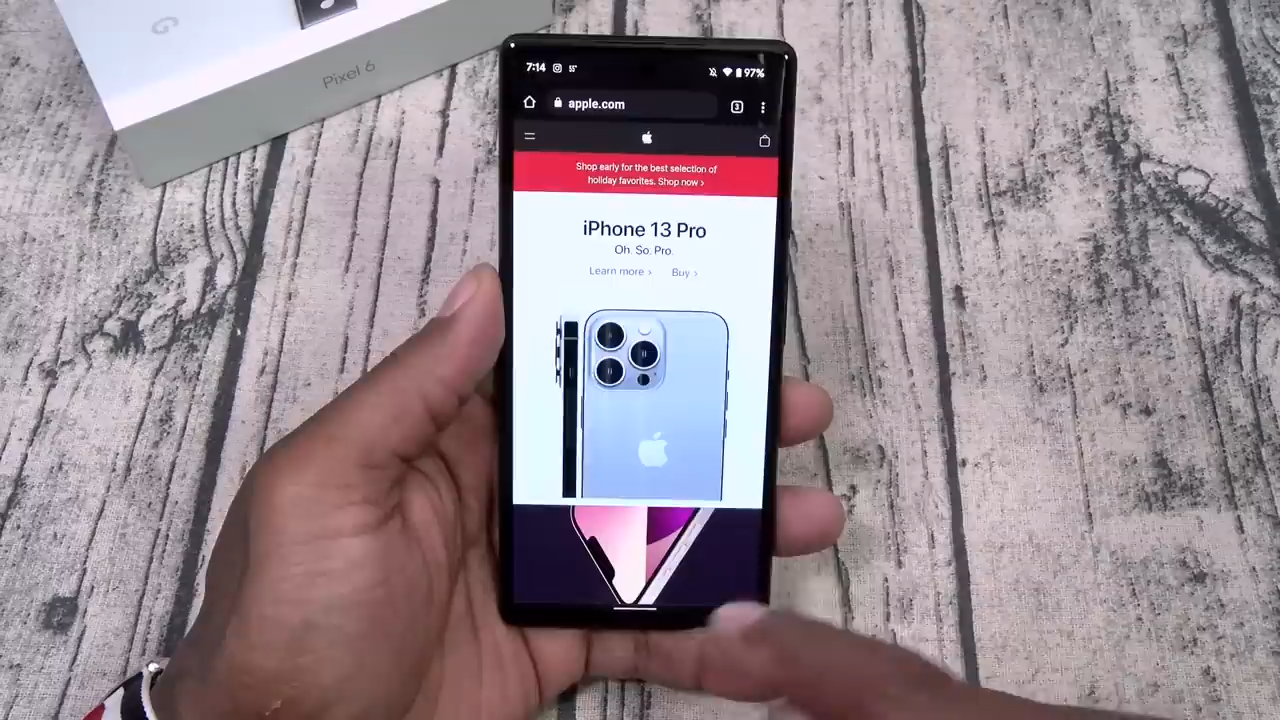 Pixel 6
7:14 55° 97%
apple.com 3
Shop early for the best selection of
holiday favorites. Shop now >
iPhone 13 Pro
Oh. So. Pro.
Learn more > Buy >